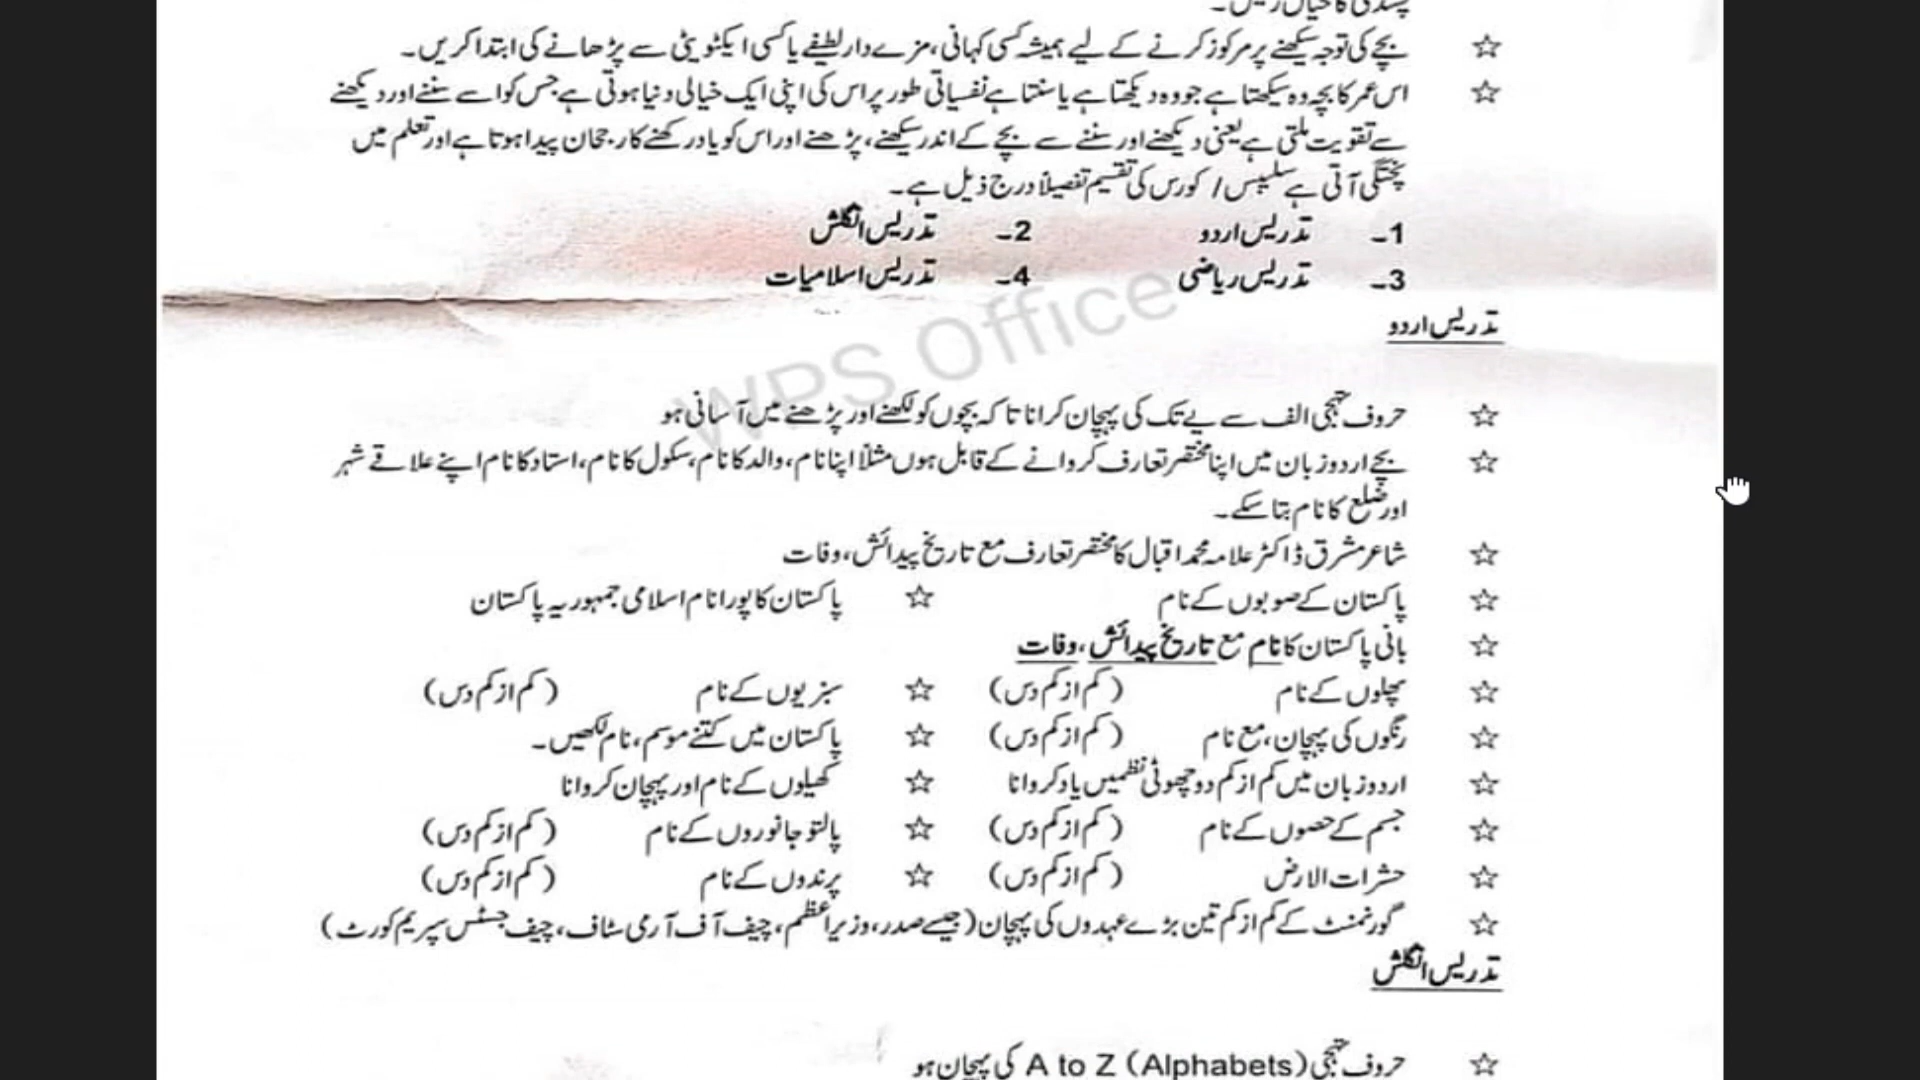 پسندی کا خیال رکھیں۔
☆ بچے کی توجہ سیکھنے پر مرکوز کرنے کے لیے ہمیشہ کسی کہانی، مزے دار لطیفے یا کسی ایکٹویٹی سے پڑھانے کی ابتدا کریں۔
☆ اس عمر کا بچہ وہ سیکھتا ہے جو وہ دیکھتا ہے یا سنتا ہے نفسیاتی طور پر اس کی اپنی ایک خیالی دنیا ہوتی ہے جس کو اسے سننے اور دیکھنے
سے تقویت ملتی ہے یعنی دیکھنے اور سننے سے بچے کے اندر سیکھنے، پڑھنے اور اس کو یاد رکھنے کا رجحان پیدا ہوتا ہے اور تعلم میں
پختگی آتی ہے سلیبس / کورس کی تقسیم تفصیلاً درج ذیل ہے۔
1۔ تدریس اردو 2۔ تدریس انگلش
3۔ تدریس ریاضی 4۔ تدریس اسلامیات
تدریس اردو
☆ حروف تہجی الف سے یے تک کی پہچان کرانا تا کہ بچوں کو لکھنے اور پڑھنے میں آسانی ہو
☆ بچے اردو زبان میں اپنا مختصر تعارف کروانے کے قابل ہوں مثلاً اپنا نام، والد کا نام، سکول کا نام، استاد کا نام اپنے علاقے شہر
اور ضلع کا نام بتا سکے۔
☆ شاعر مشرق ڈاکٹر علامہ محمد اقبال کا مختصر تعارف مع تاریخ پیدائش، وفات
☆ پاکستان کے صوبوں کے نام ☆ پاکستان کا پورا نام اسلامی جمہوریہ پاکستان
☆ بانی پاکستان کا نام مع تاریخ پیدائش، وفات
☆ پھلوں کے نام (کم از کم دس) ☆ سبزیوں کے نام (کم از کم دس)
☆ رنگوں کی پہچان، مع نام (کم از کم دس) ☆ پاکستان میں کتنے موسم، نام لکھیں۔
☆ اردو زبان میں کم از کم دو چھوٹی نظمیں یاد کروانا ☆ کھیلوں کے نام اور پہچان کروانا
☆ جسم کے حصوں کے نام (کم از کم دس) ☆ پالتو جانوروں کے نام (کم از کم دس)
☆ حشرات الارض (کم از کم دس) ☆ پرندوں کے نام (کم از کم دس)
☆ گورنمنٹ کے کم از کم تین بڑے عہدوں کی پہچان (جیسے صدر، وزیراعظم، چیف آف آرمی سٹاف، چیف جسٹس سپریم کورٹ)
تدریس انگلش
☆ حروف تہجی (Alphabets) A to Z کی پہچان ہو
WPS Office